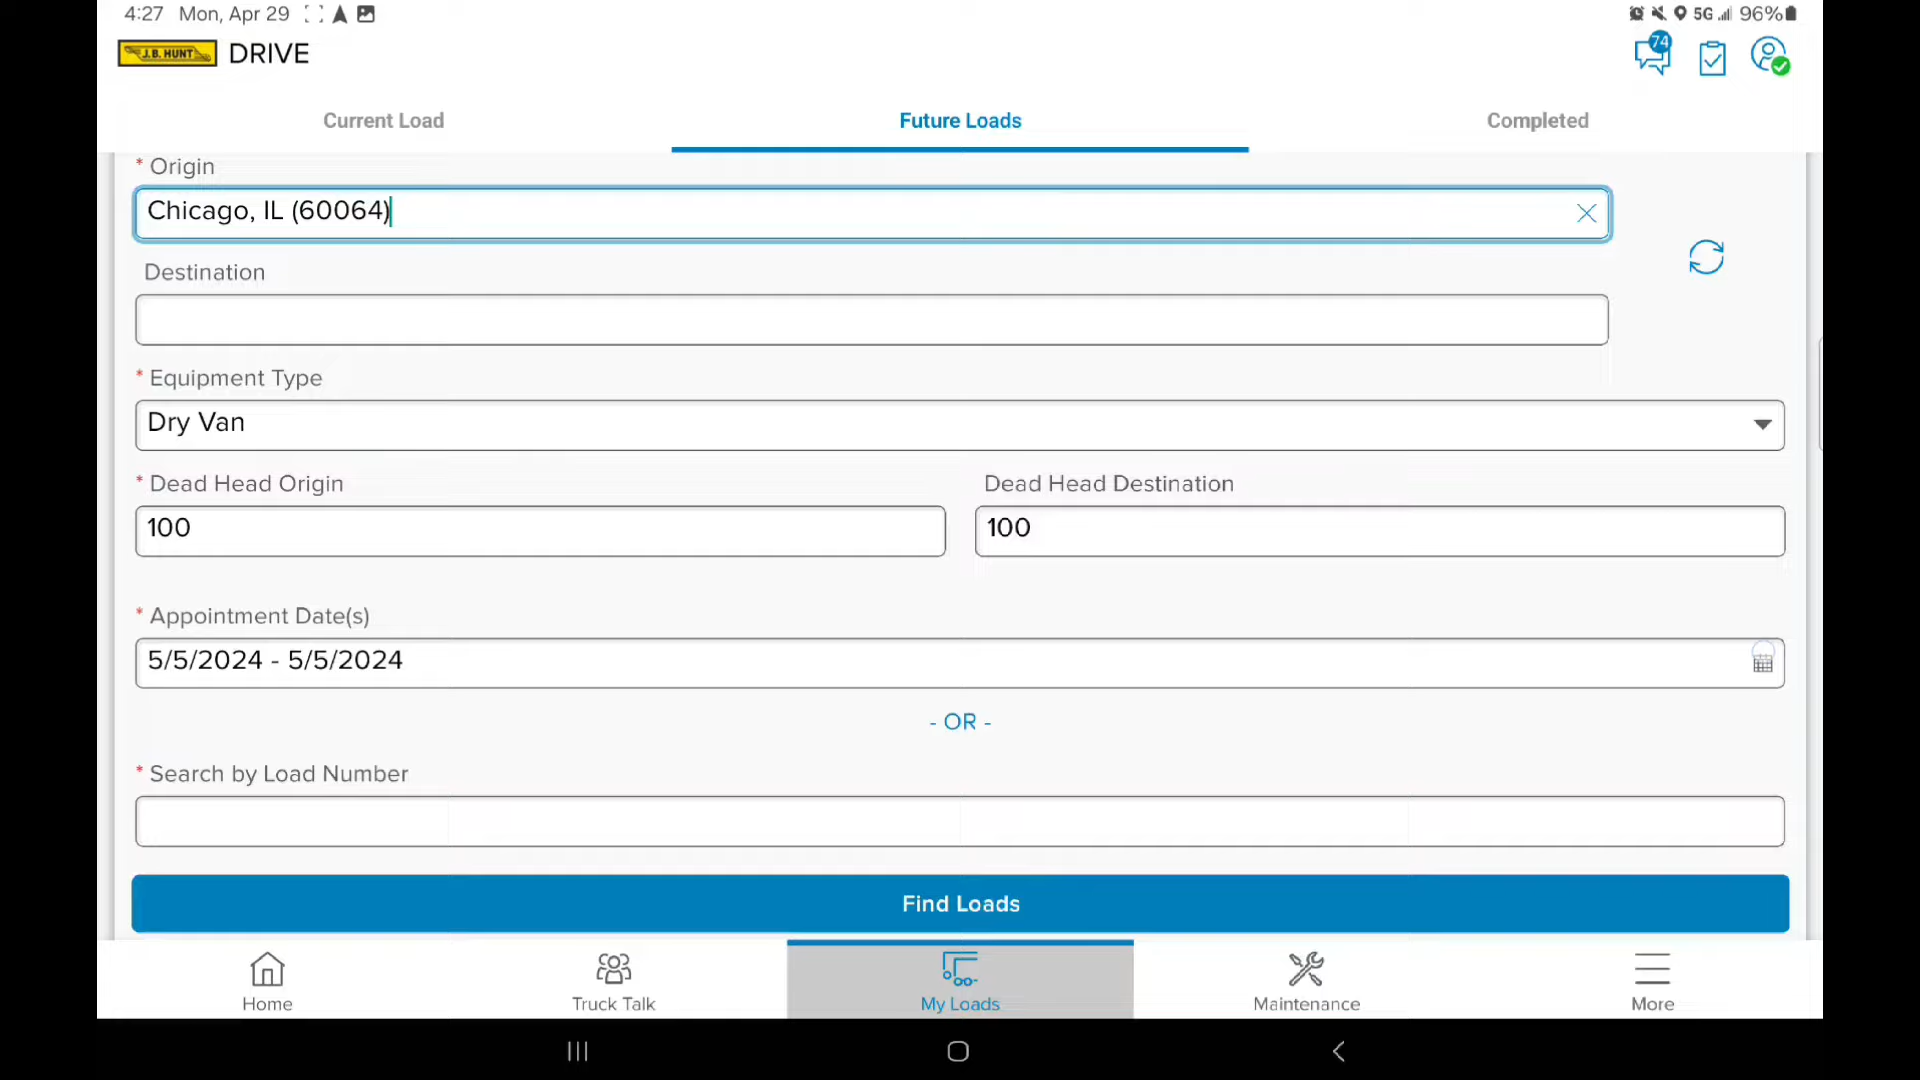 4:27 Mon, Apr 29 5G 96%
J.B. HUNT DRIVE
74
Current Load Future Loads Completed
* Origin
Chicago, IL (60064)
Destination
* Equipment Type
Dry Van
* Dead Head Origin Dead Head Destination
100 100
* Appointment Date(s)
5/5/2024 - 5/5/2024
- OR -
* Search by Load Number
Find Loads
Home Truck Talk My Loads Maintenance More